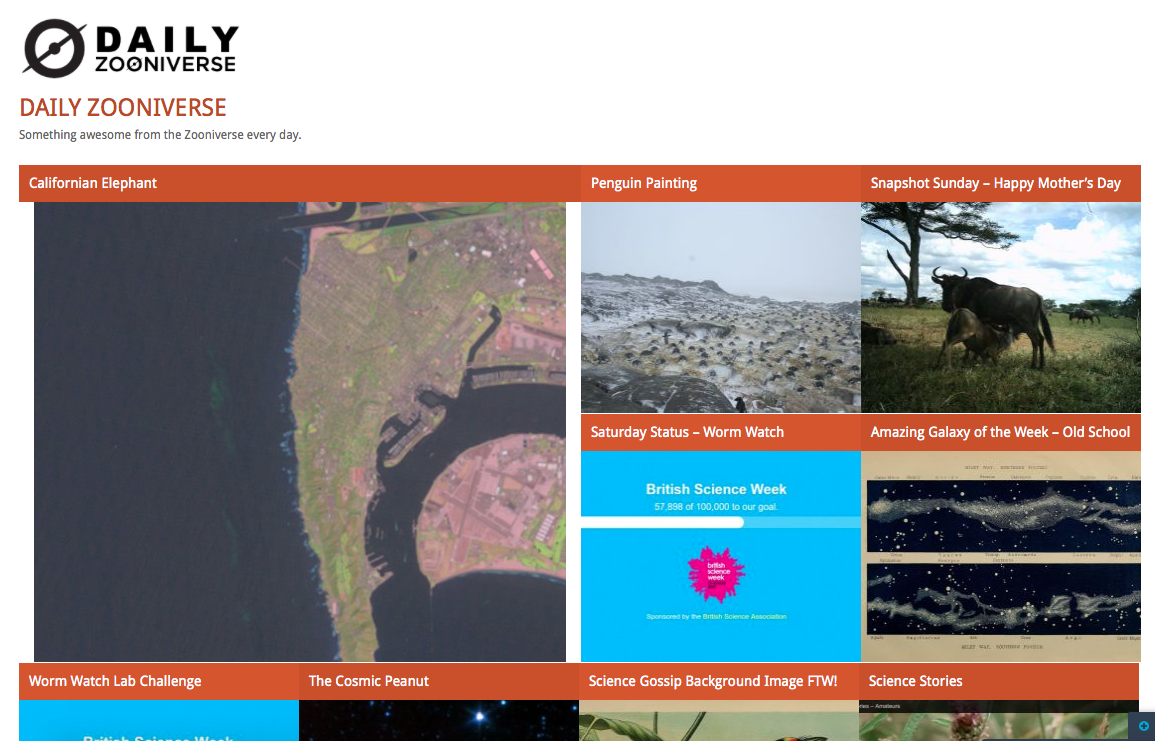 DAILY
ZOONIVERSE
DAILY ZOONIVERSE
Something awesome from the Zooniverse every day.
Californian Elephant
Penguin Painting
Snapshot Sunday – Happy Mother's Day
Saturday Status – Worm Watch
Amazing Galaxy of the Week – Old School
British Science Week
57,898 of 100,000 to our goal.
british
science
week
Sponsored by the British Science Association
MILKY WAY. NORTHERN PORTION
MILKY WAY. SOUTHERN PORTION
Worm Watch Lab Challenge
The Cosmic Peanut
Science Gossip Background Image FTW!
Science Stories
British Science Week
– Amateurs